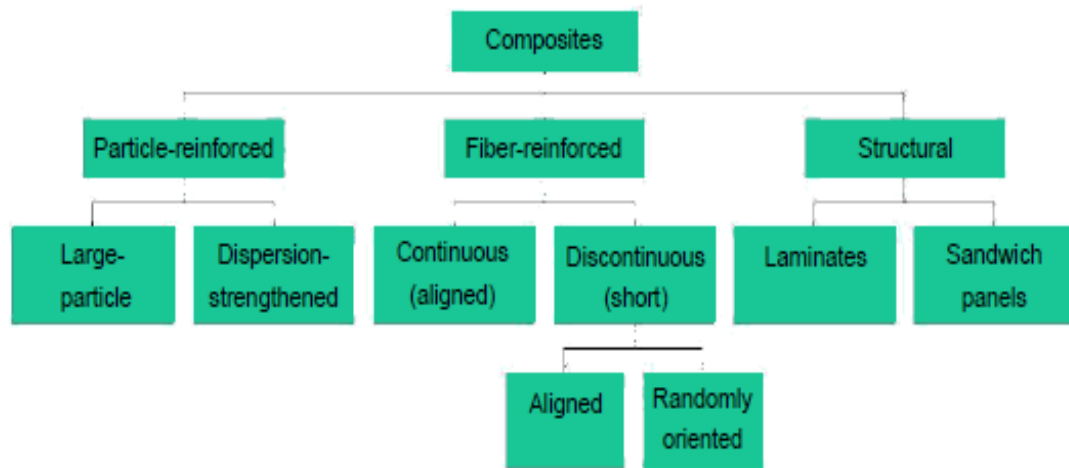 Composites
Particle-reinforced
Fiber-reinforced
Structural
Large-
particle
Dispersion-
strengthened
Continuous
(aligned)
Discontinuous
(short)
Laminates
Sandwich
panels
Aligned
Randomly
oriented